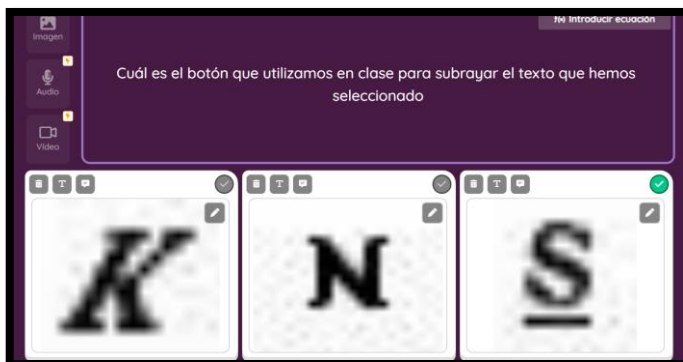 f(x) Introducir ecuación
Imagen
Audio
Video
Cuál es el botón que utilizamos en clase para subrayar el texto que hemos
seleccionado
T
T
T
K
N
S